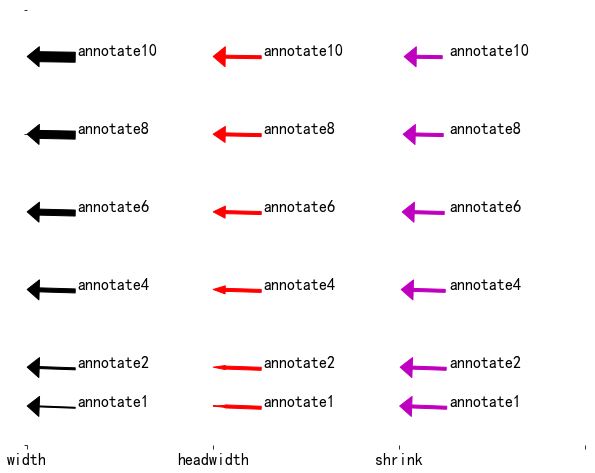 annotate10 annotate10 annotate10
annotate8 annotate8 annotate8
annotate6 annotate6 annotate6
annotate4 annotate4 annotate4
annotate2 annotate2 annotate2
annotate1 annotate1 annotate1
width headwidth shrink